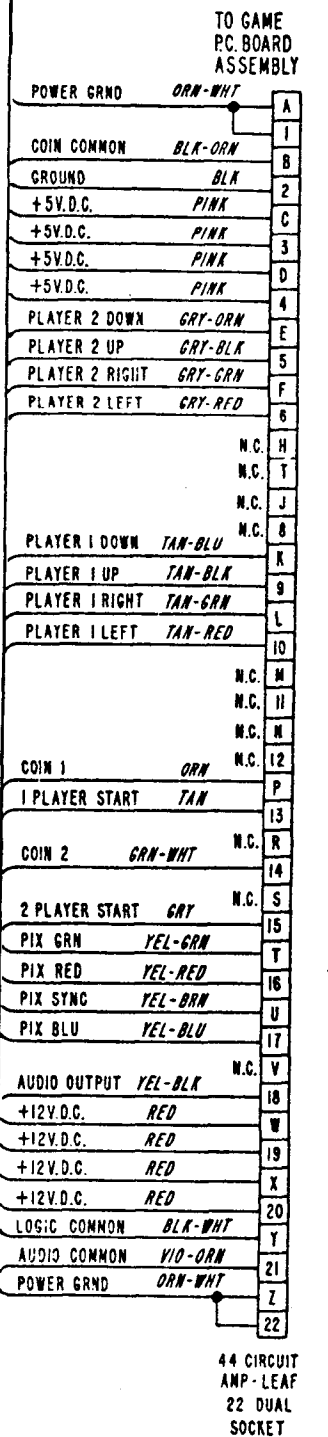 TO GAME
P.C. BOARD
ASSEMBLY
POWER GRND ORN-WHT A
1
COIN COMMON BLK-ORN B
GROUND BLK 2
+5V.D.C. PINK C
+5V.D.C. PINK 3
+5V.D.C. PINK D
+5V.D.C. PINK 4
PLAYER 2 DOWN GRY-ORN E
PLAYER 2 UP GRY-BLK 5
PLAYER 2 RIGHT GRY-GRN F
PLAYER 2 LEFT GRY-RED 6
N.C. H
N.C. 7
N.C. J
N.C. 8
PLAYER 1 DOWN TAN-BLU K
PLAYER 1 UP TAN-BLK 9
PLAYER 1 RIGHT TAN-GRN L
PLAYER 1 LEFT TAN-RED 10
N.C. M
N.C. 11
N.C. N
N.C. 12
COIN 1 ORN P
1 PLAYER START TAN 13
N.C. R
COIN 2 GRN-WHT 14
N.C. S
2 PLAYER START GRY 15
PIX GRN YEL-GRN T
PIX RED YEL-RED 16
PIX SYNC YEL-BRN U
PIX BLU YEL-BLU 17
N.C. V
AUDIO OUTPUT YEL-BLK 18
+12V.D.C. RED W
+12V.D.C. RED 19
+12V.D.C. RED X
+12V.D.C. RED 20
LOGIC COMMON BLK-WHT Y
AUDIO COMMON VIO-ORN 21
POWER GRND ORN-WHT Z
22
44 CIRCUIT
AMP-LEAF
22 DUAL
SOCKET